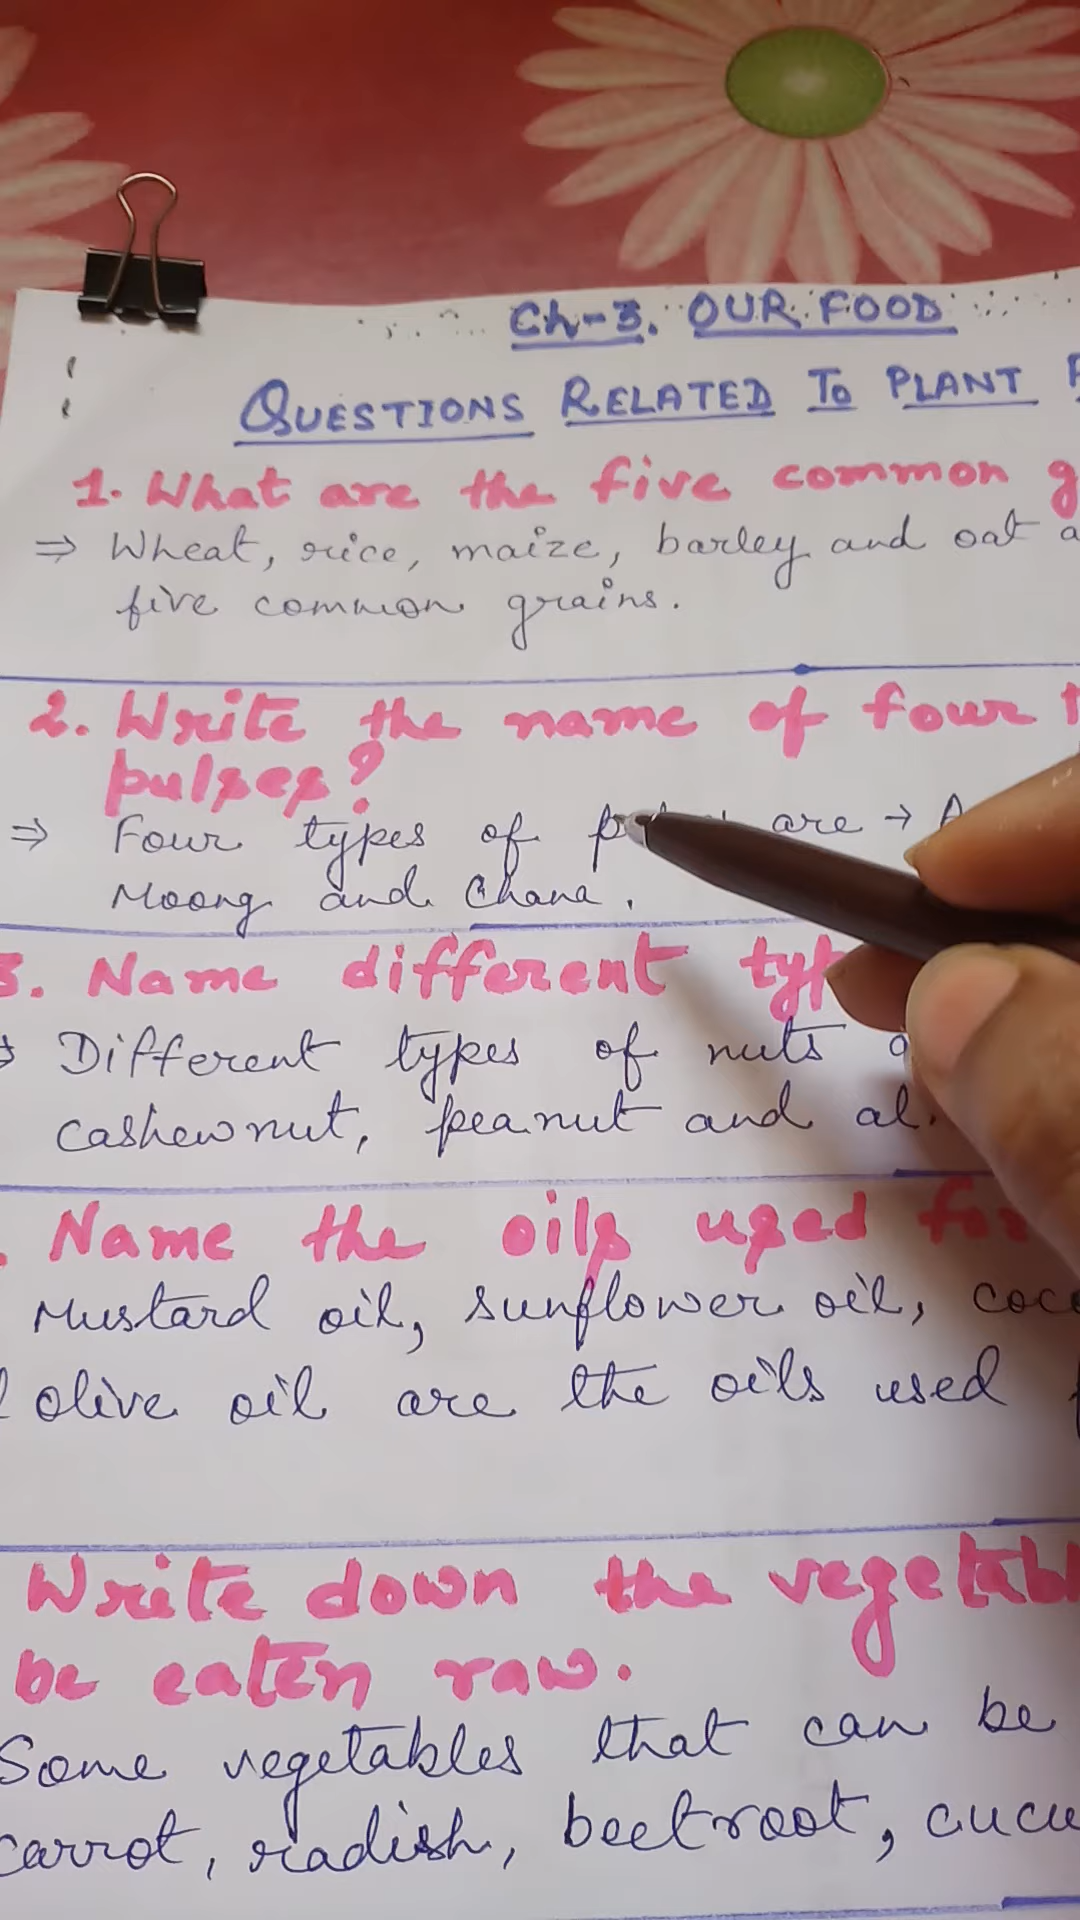 Ch-3. OUR FOOD
QUESTIONS RELATED TO PLANT
1. What are the five common
⇒ Wheat, rice, maize, barley and oat
five common grains.
2. Write the name of four
pulses?
⇒ Four types of are →
Moong and Chana.
3. Name different
Different types of nuts
cashewnut, peanut and
Name the oils used for
Mustard oil, sunflower oil,
olive oil are the oils used
Write down the
be eaten raw.
Some vegetables that can be
carrot, radish, beetroot,